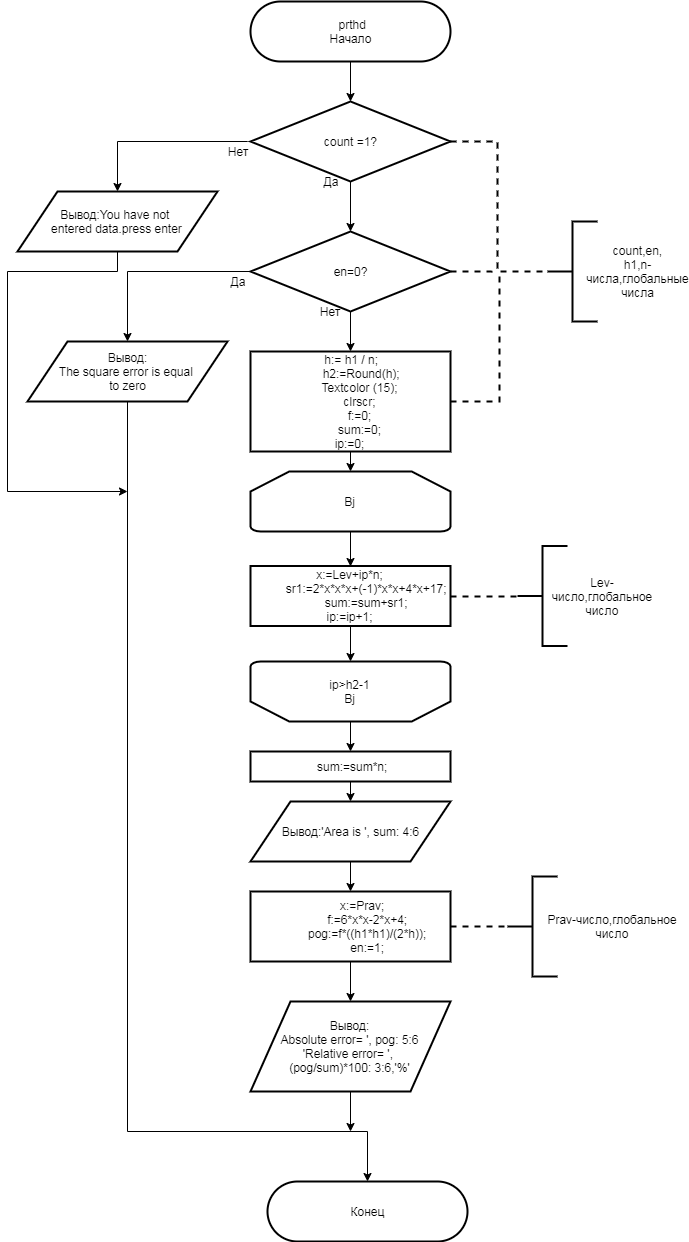 prthd
Начало
count =1?
Нет
Да
Вывод:You have not
entered data.press enter
en=0?
Да
Нет
count,en,
h1,n-
числа,глобальные
числа
Вывод:
The square error is equal
to zero
h:= h1 / n;
h2:=Round(h);
Textcolor (15);
clrscr;
f:=0;
sum:=0;
ip:=0;
Bj
x:=Lev+ip*n;
sr1:=2*x*x*x+(-1)*x*x+4*x+17;
sum:=sum+sr1;
ip:=ip+1;
Lev-
число,глобальное
число
ip>h2-1
Bj
sum:=sum*n;
Вывод:'Area is ', sum: 4:6
x:=Prav;
f:=6*x*x-2*x+4;
pog:=f*((h1*h1)/(2*h));
en:=1;
Prav-число,глобальное
число
Вывод:
Absolute error= ', pog: 5:6
'Relative error= ',
(pog/sum)*100: 3:6,'%'
Конец